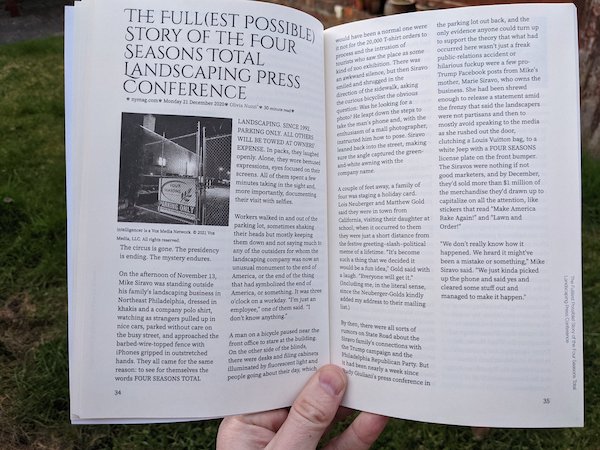 The Full(est Possible)
Story of the Four
Seasons Total
Landscaping Press
Conference
• nymag.com • Monday 21 December 2020 • Olivia Nuzzi • 30 minute read •
Intelligencer is a Vox Media Network. © 2021 Vox
Media, LLC. All rights reserved.
The circus is gone. The presidency
is ending. The mystery endures.
On the afternoon of November 13,
Mike Siravo was standing outside
his family's landscaping business in
Northeast Philadelphia, dressed in
khakis and a company polo shirt,
watching as strangers pulled up in
nice cars, parked without care on
the busy street, and approached the
barbed-wire-topped fence with
iPhones gripped in outstretched
hands. They all came for the same
reason: to see for themselves the
words FOUR SEASONS TOTAL
LANDSCAPING. SINCE 1992.
PARKING ONLY. ALL OTHERS
WILL BE TOWED AT OWNERS'
EXPENSE. In packs, they laughed
openly. Alone, they wore bemused
expressions, eyes focused on their
screens. All of them spent a few
minutes taking in the sight and,
more importantly, documenting
their visit with selfies.
Workers walked in and out of the
parking lot, sometimes shaking
their heads but mostly keeping
them down and not saying much to
any of the outsiders for whom the
landscaping company was now an
unusual monument to the end of
America, or the end of the thing
that had symbolized the end of
America, or something. It was three
o'clock on a workday. "I'm just an
employee," one of them said. "I
don't know anything."
A man on a bicycle paused near the
front office to stare at the building.
On the other side of the blinds,
there were desks and filing cabinets
illuminated by fluorescent light and
people going about their day, which
34
would have been a normal one were
it not for the 20,000 T-shirt orders to
process and the intrusion of
tourists who saw the place as some
kind of zoo exhibition. There was
an awkward silence, but then Siravo
smiled and shrugged in the
direction of the sidewalk, asking
the curious bicyclist the obvious
question: Was he looking for a
photo? He leapt down the steps to
take the man's phone and, with the
enthusiasm of a mall photographer,
instructed him how to pose. Siravo
leaned back into the street, making
sure the angle captured the green-
and-white awning with the
company name.
A couple of feet away, a family of
four was staging a holiday card.
Lois Neuberger and Matthew Gold
said they were in town from
California, visiting their daughter at
school, when it occurred to them
they were just a short distance from
the festive greeting-slash-political
meme of a lifetime. "It's become
such a thing that we decided it
would be a fun idea," Gold said with
a laugh. "Everyone will get it."
(Including me, in the literal sense,
since the Neuberger-Golds kindly
added my address to their mailing
list.)
By then, there were all sorts of
rumors on State Road about the
Siravo family's connections with
the Trump campaign and the
Philadelphia Republican Party. But
it had been nearly a week since
Rudy Giuliani's press conference in
the parking lot out back, and the
only evidence anyone could turn up
to support the theory that what had
occurred here wasn't just a freak
public-relations accident or
hilarious fuckup were a few pro-
Trump Facebook posts from Mike's
mother, Marie Siravo, who owns the
business. She had been shrewd
enough to release a statement amid
the frenzy that said the landscapers
were not partisans and then to
mostly avoid speaking to the media
as she rushed out the door,
clutching a Louis Vuitton bag, to a
white Jeep with a FOUR SEASONS
license plate on the front bumper.
The Siravos were nothing if not
good marketers, and by December,
they'd sold more than $1 million of
the merchandise they'd drawn up to
capitalize on all the attention, like
stickers that read "Make America
Rake Again!" and "Lawn and
Order!"
"We don't really know how it
happened. We heard it might've
been a mistake or something," Mike
Siravo said. "We just kinda picked
up the phone and said yes and
cleared some stuff out and
managed to make it happen."
The Full(est Possible) Story of the Four Seasons Total
Landscaping Press Conference
35